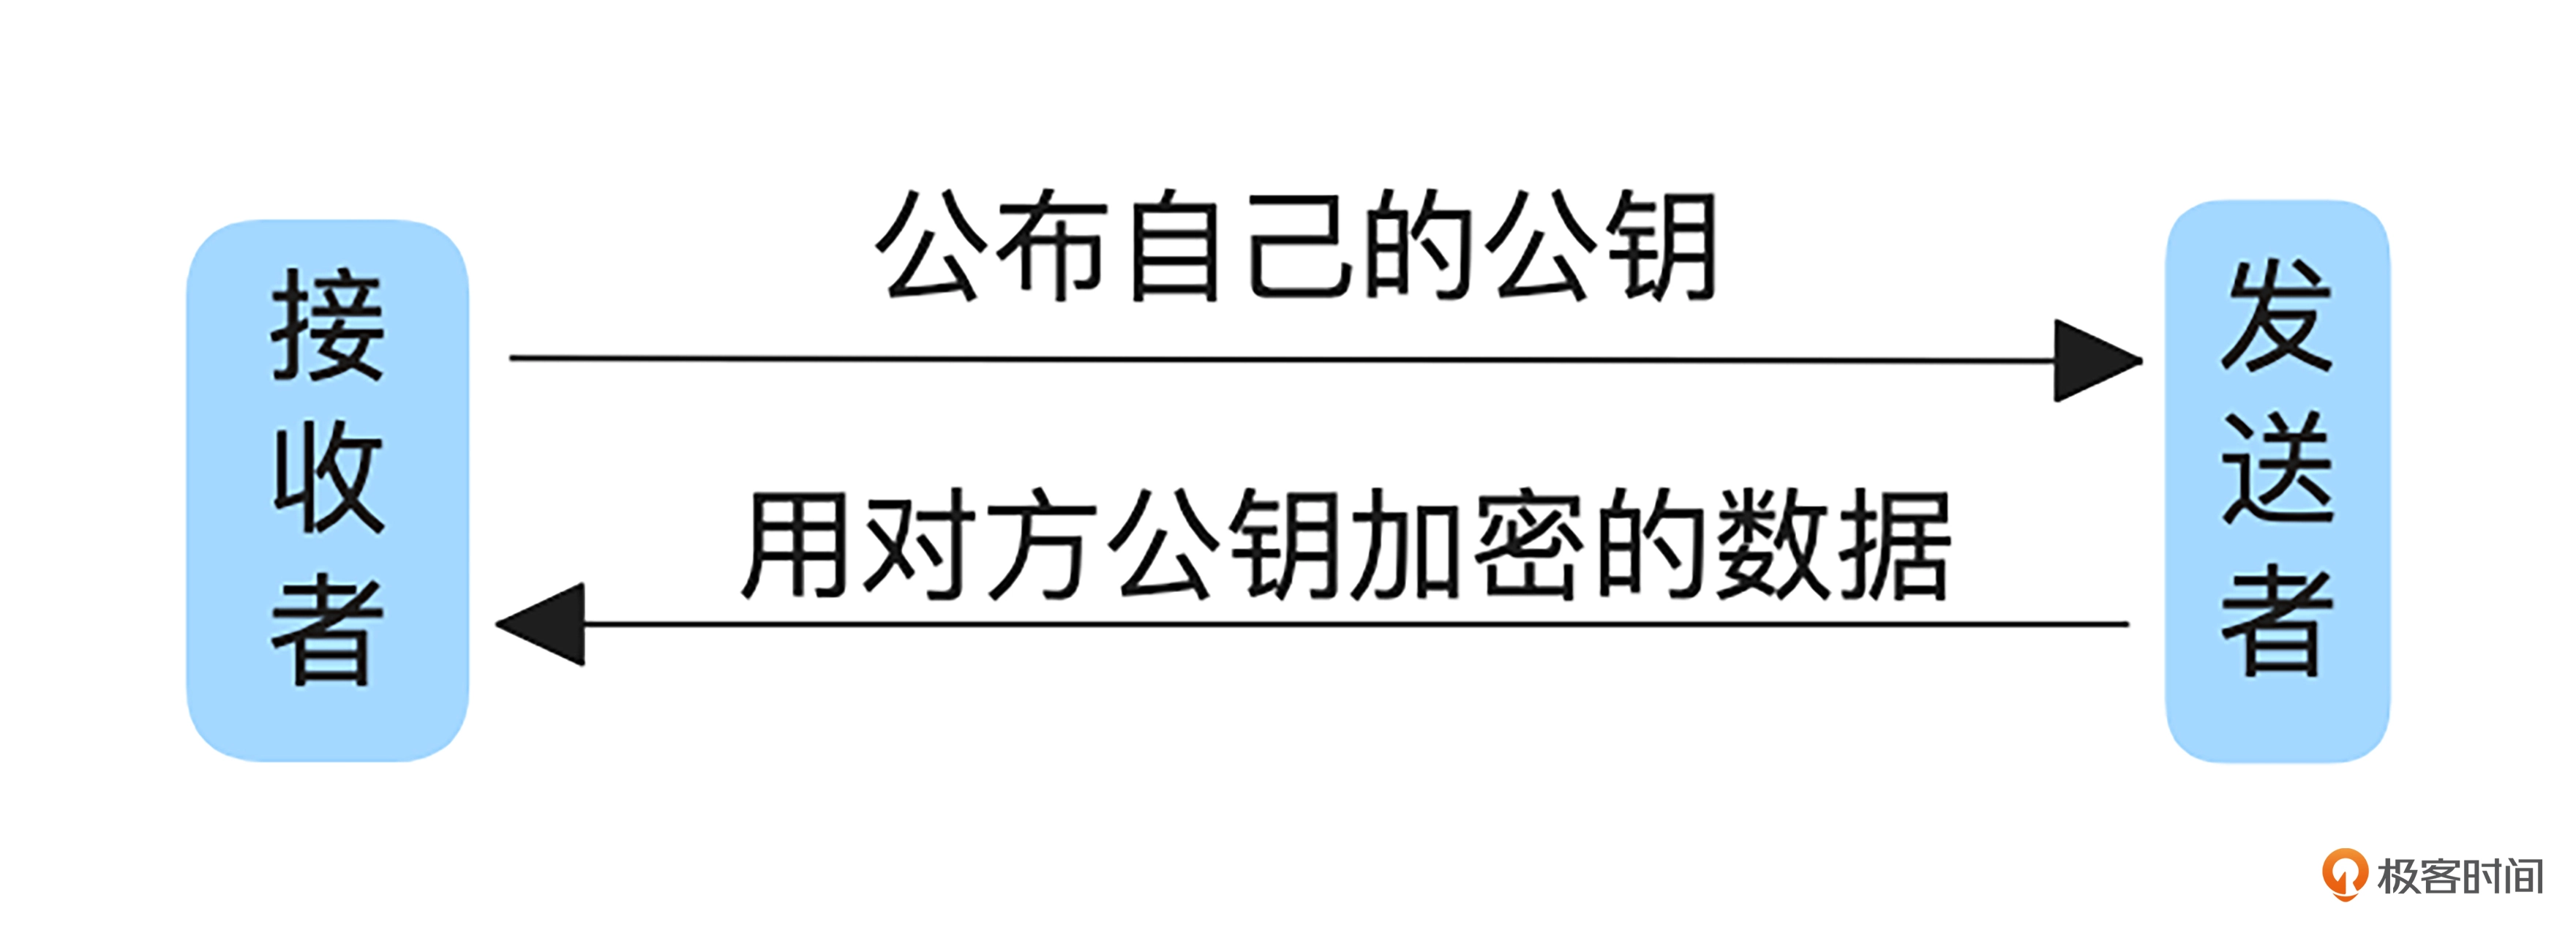 接收者
公布自己的公钥
用对方公钥加密的数据
发送者
极客时间